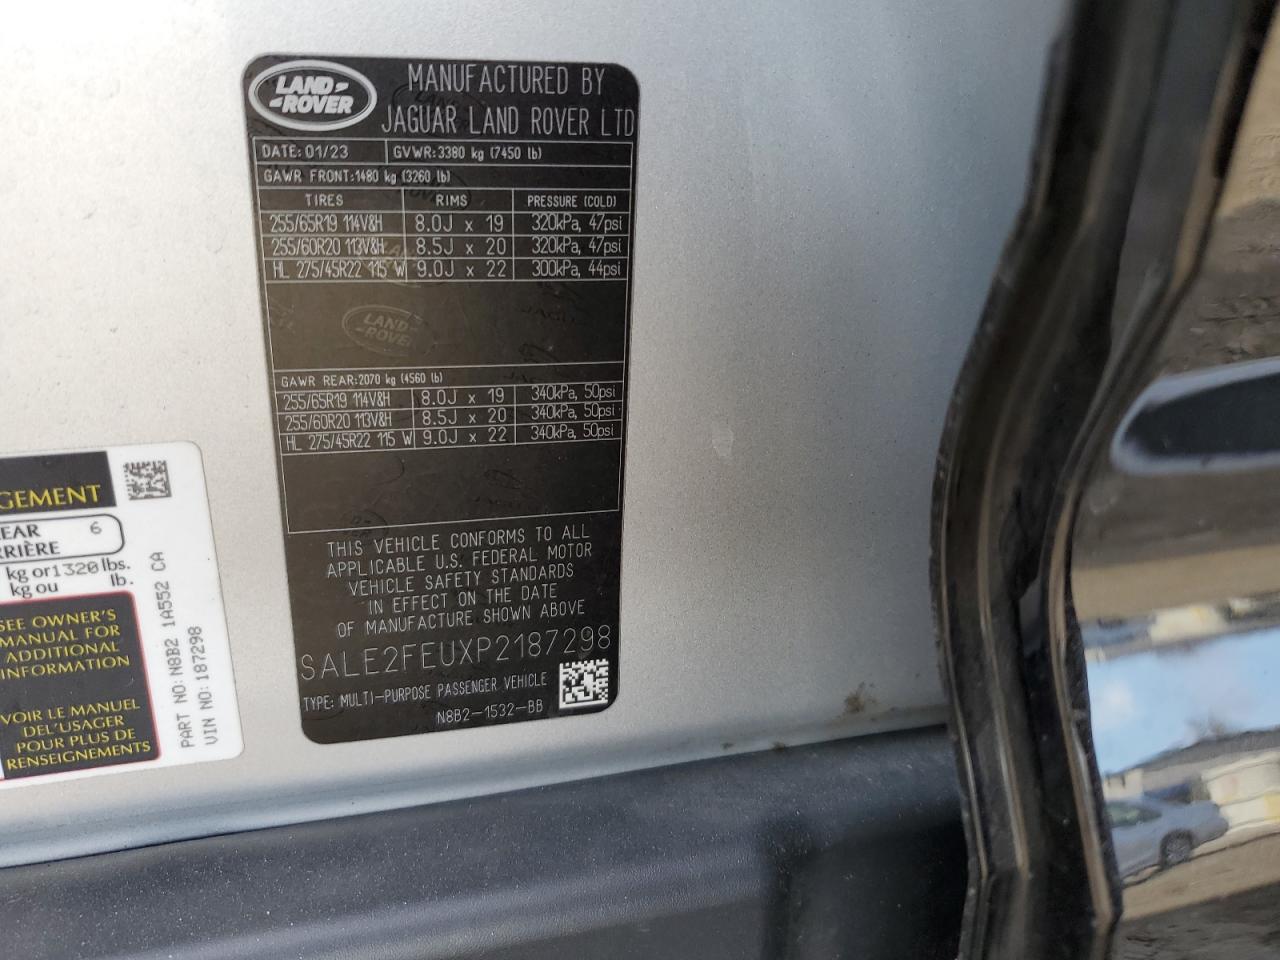 LAND ROVER
MANUFACTURED BY
JAGUAR LAND ROVER LTD
DATE: 01/23 GVWR:3380 kg (7450 lb)
GAWR FRONT:1480 kg (3260 lb)
TIRES RIMS PRESSURE (COLD)
255/65R19 114V&H 8.0J x 19 320kPa, 47psi
255/60R20 113V&H 8.5J x 20 320kPa, 47psi
HL 275/45R22 115 W 9.0J x 22 300kPa, 44psi
LAND ROVER
GAWR REAR:2070 kg (4560 lb)
255/65R19 114V&H 8.0J x 19 340kPa, 50psi
255/60R20 113V&H 8.5J x 20 340kPa, 50psi
HL 275/45R22 115 W 9.0J x 22 340kPa, 50psi
THIS VEHICLE CONFORMS TO ALL
APPLICABLE U.S. FEDERAL MOTOR
VEHICLE SAFETY STANDARDS
IN EFFECT ON THE DATE
OF MANUFACTURE SHOWN ABOVE
SALE2FEUXP2187298
TYPE: MULTI-PURPOSE PASSENGER VEHICLE
N8B2-1532-BB
GEMENT
EAR 6
RRIÈRE
kg or 1320 lbs.
kg ou lb.
SEE OWNER'S
MANUAL FOR
ADDITIONAL
INFORMATION
VOIR LE MANUEL
DE L'USAGER
POUR PLUS DE
RENSEIGNEMENTS
PART NO: N8B2 1A552 CA
VIN NO: 187298